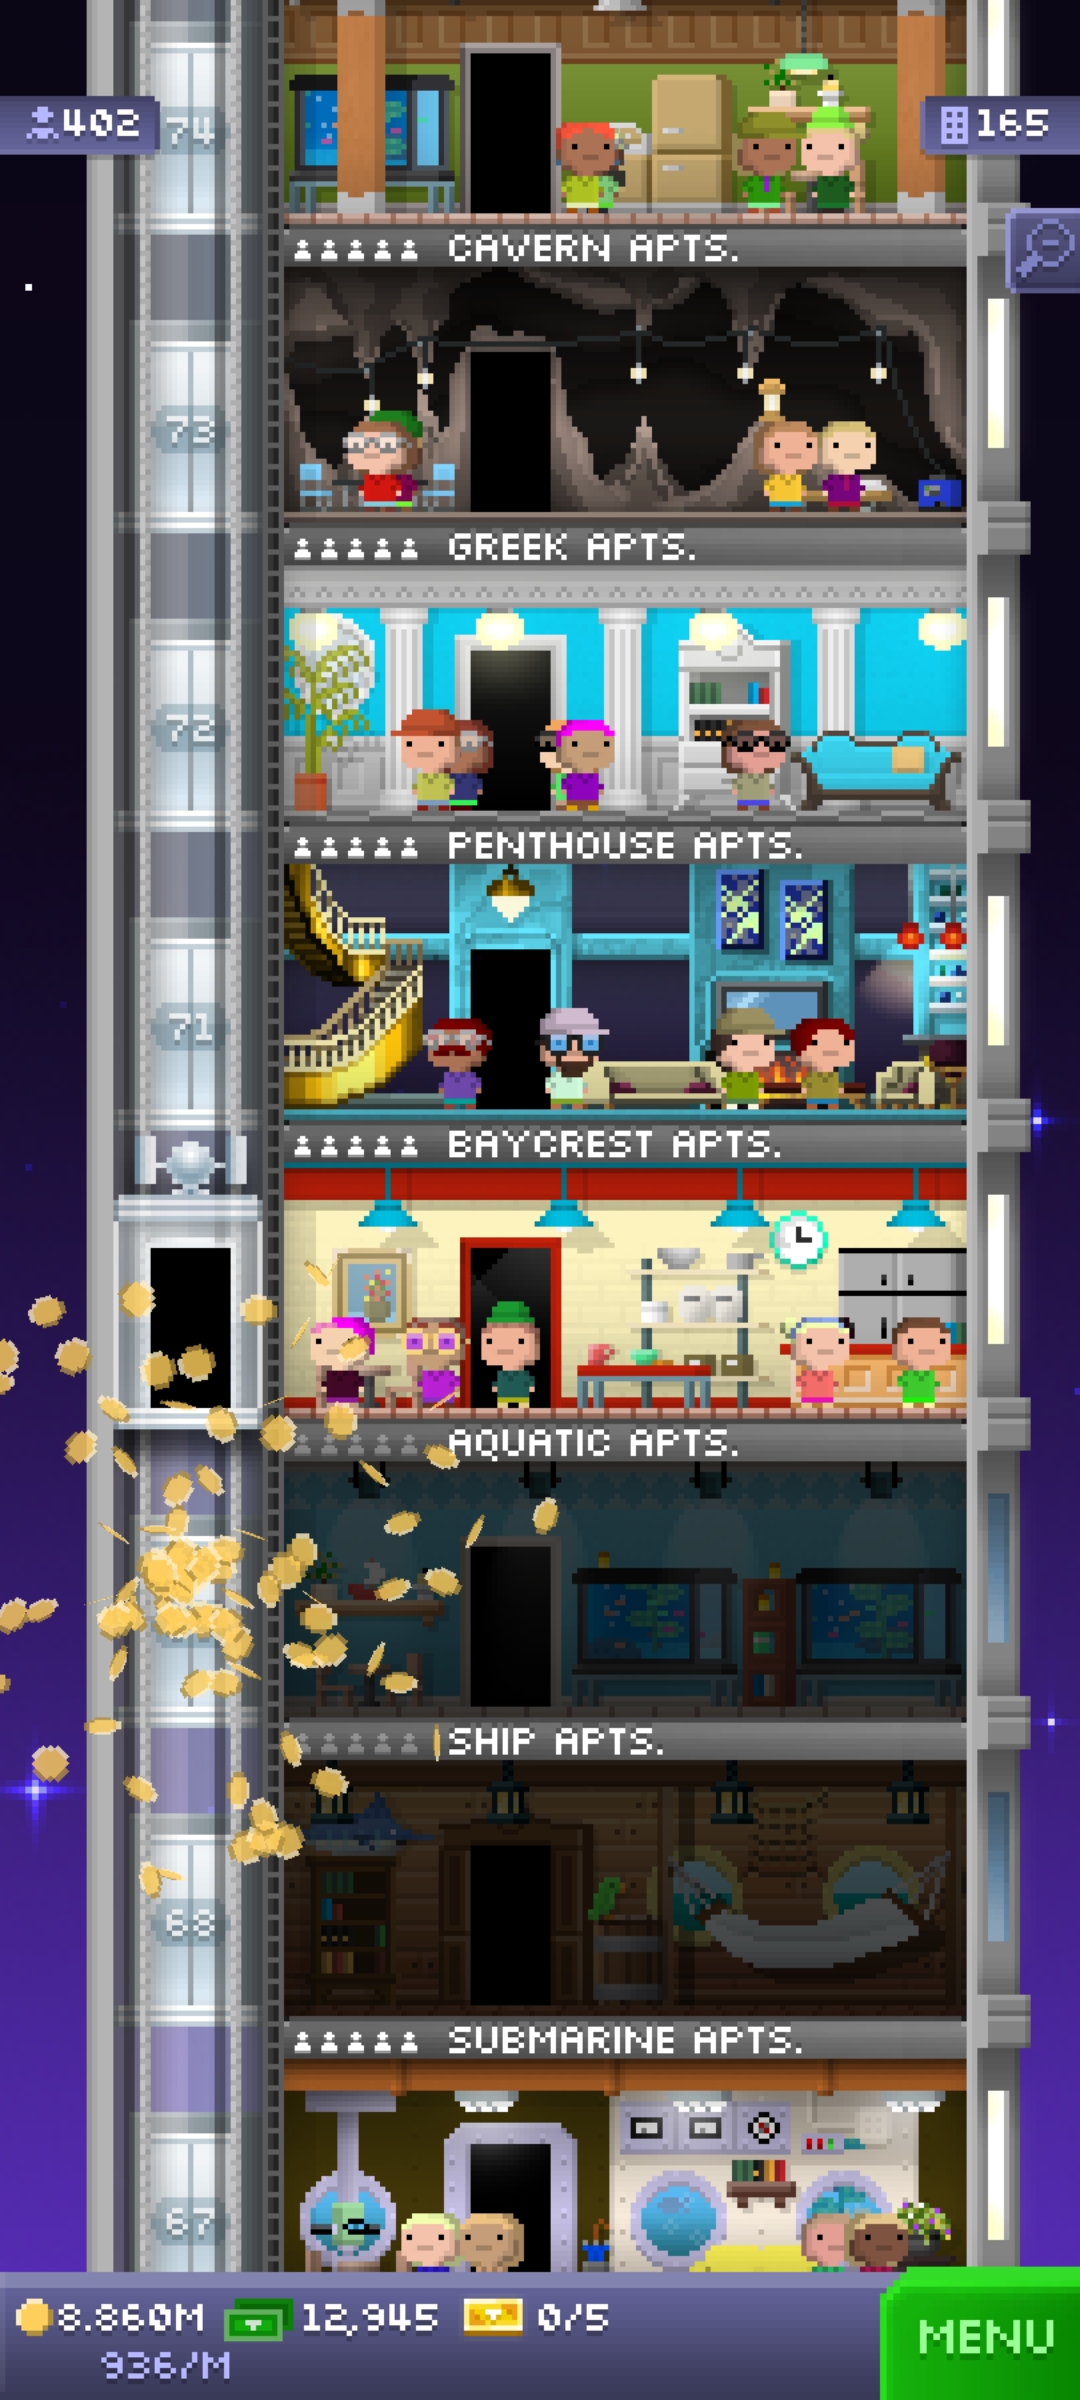 402
74
165
CAVERN APTS.
73
GREEK APTS.
72
PENTHOUSE APTS.
71
BAYCREST APTS.
AQUATIC APTS.
SHIP APTS.
68
SUBMARINE APTS.
67
8.860M 12,945 0/5
936/M
MENU